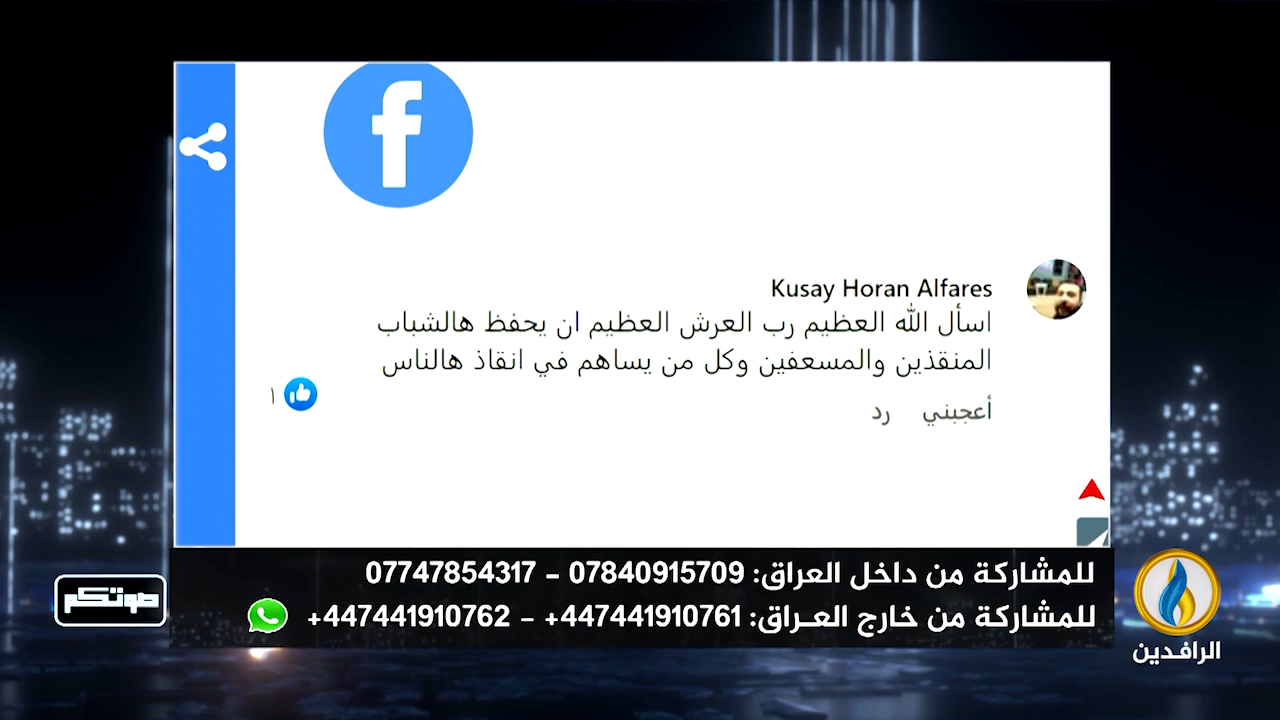 Kusay Horan Alfares
اسأل الله العظيم رب العرش العظيم ان يحفظ هالشباب
المنقذين والمسعفين وكل من يساهم في انقاذ هالناس
أعجبني رد
١
للمشاركة من داخل العراق: 07840915709 - 07747854317
للمشاركة من خارج العـراق: 447441910761+ - 447441910762+
صوتكم
الرافدين